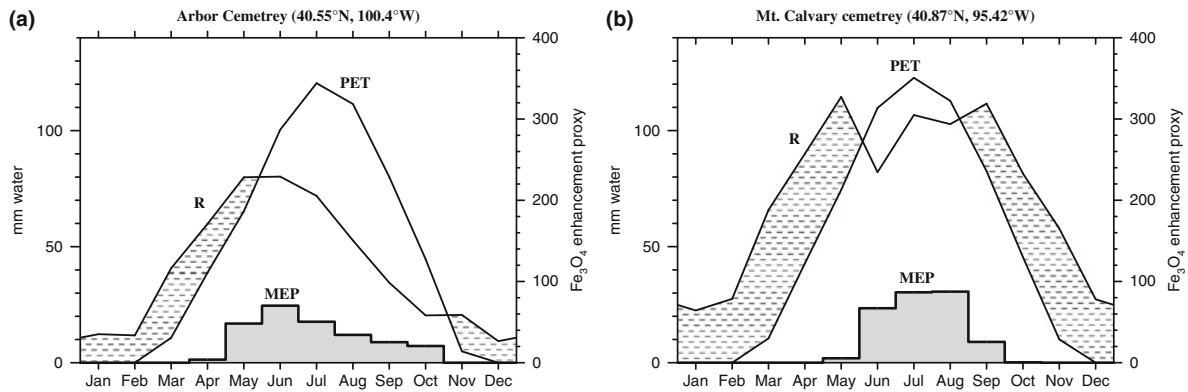 (a)
Arbor Cemetrey (40.55°N, 100.4°W)
mm water
100
50
0
400
300
200
100
0
Fe₃O₄ enhancement proxy
PET
R
MEP
Jan Feb Mar Apr May Jun Jul Aug Sep Oct Nov Dec
(b)
Mt. Calvary cemetrey (40.87°N, 95.42°W)
mm water
100
50
0
400
300
200
100
0
Fe₃O₄ enhancement proxy
PET
R
MEP
Jan Feb Mar Apr May Jun Jul Aug Sep Oct Nov Dec